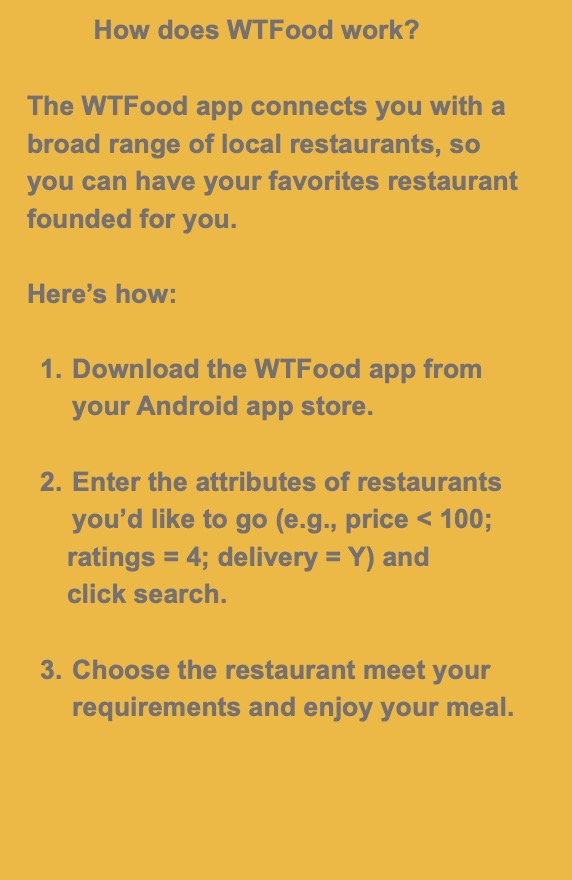 How does WTFood work?
The WTFood app connects you with a
broad range of local restaurants, so
you can have your favorites restaurant
founded for you.
Here’s how:
1. Download the WTFood app from
your Android app store.
2. Enter the attributes of restaurants
you’d like to go (e.g., price < 100;
ratings = 4; delivery = Y) and
click search.
3. Choose the restaurant meet your
requirements and enjoy your meal.